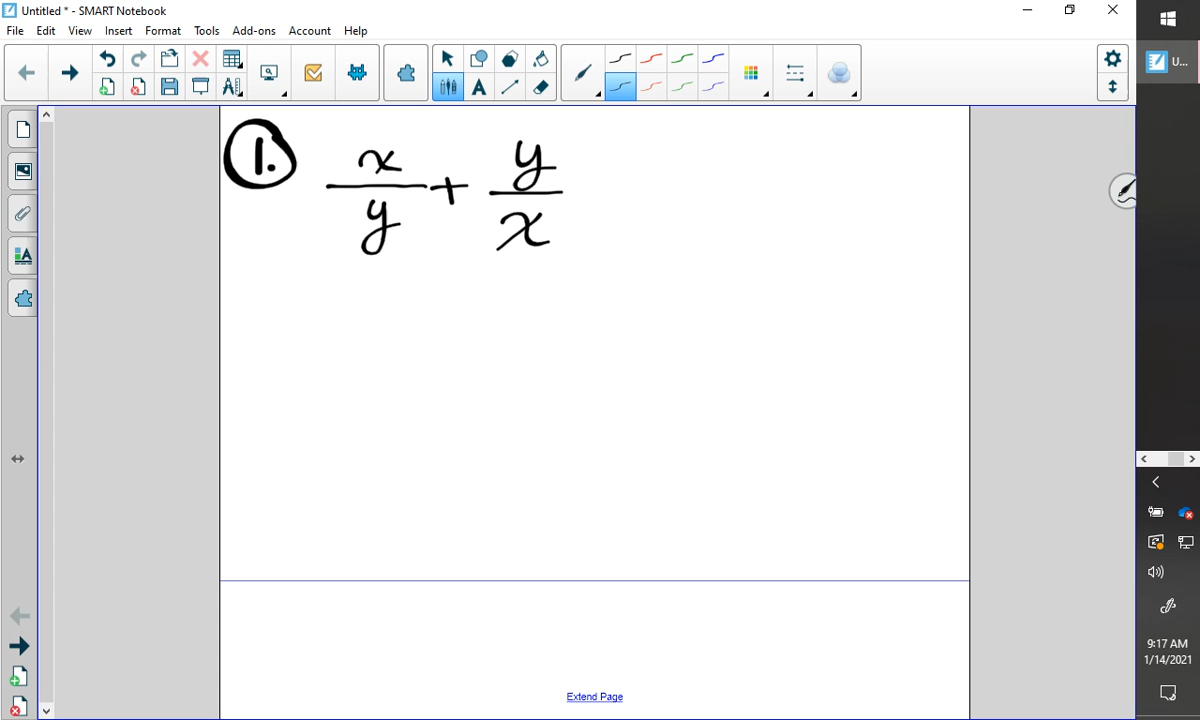 Untitled * - SMART Notebook
File Edit View Insert Format Tools Add-ons Account Help
U...
1. x/y + y/x
Extend Page
9:17 AM
1/14/2021